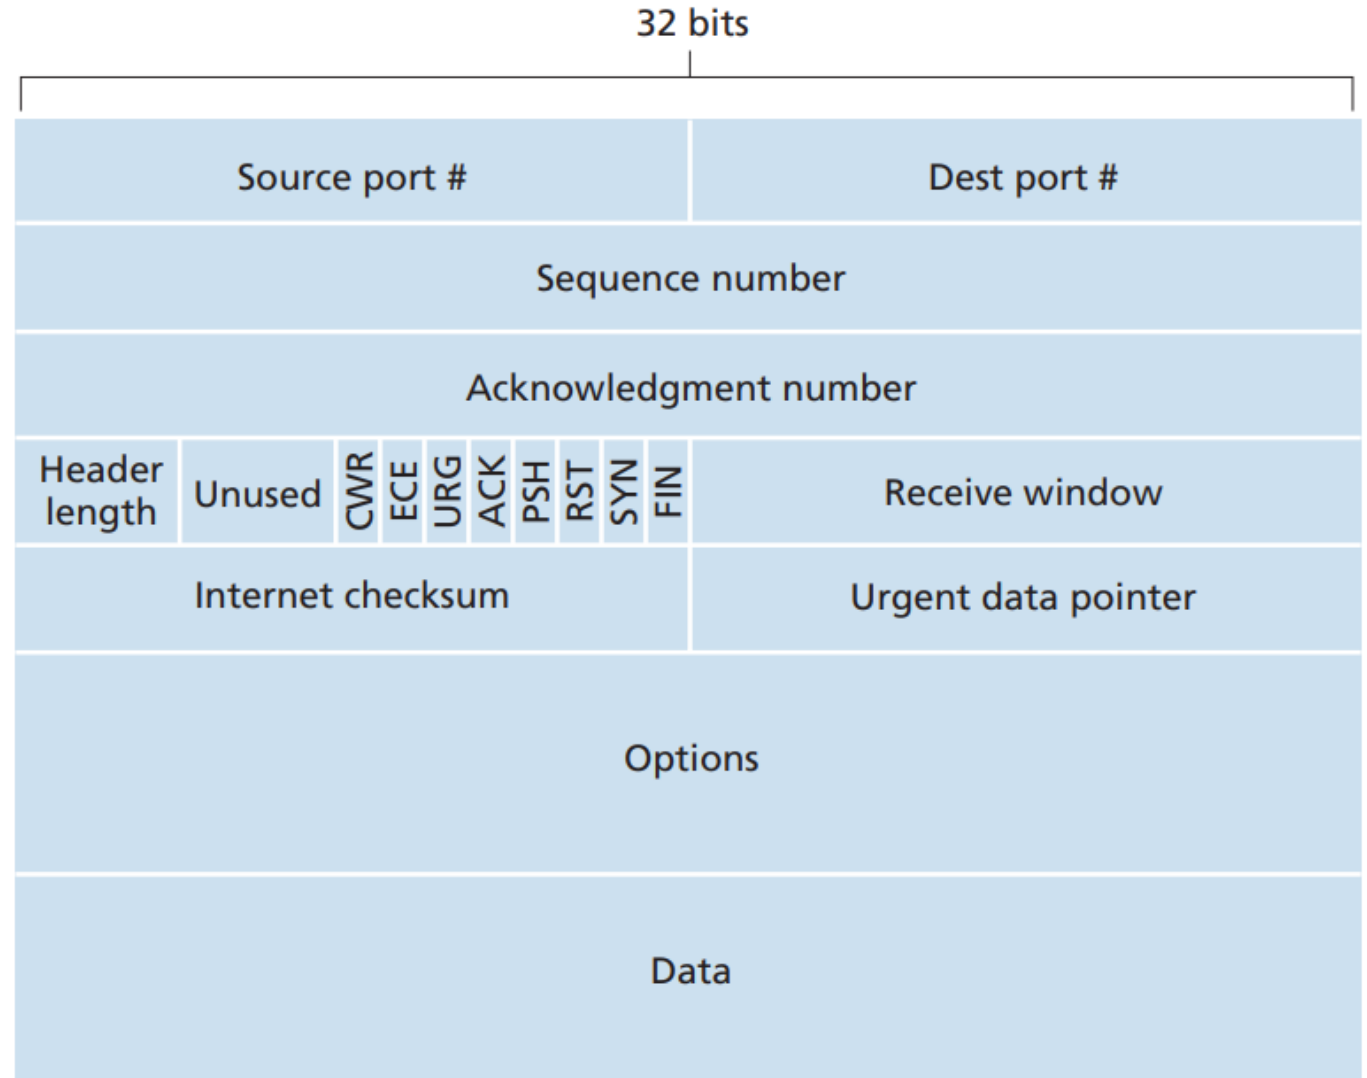 32 bits
Source port #
Dest port #
Sequence number
Acknowledgment number
Header
length
Unused
CWR
ECE
URG
ACK
PSH
RST
SYN
FIN
Receive window
Internet checksum
Urgent data pointer
Options
Data